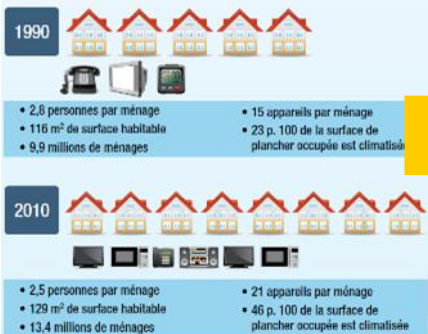 1990
• 2,8 personnes par ménage
• 116 m² de surface habitable
• 9,9 millions de ménages
• 15 appareils par ménage
• 23 p. 100 de la surface de
plancher occupée est climatisée
2010
• 2,5 personnes par ménage
• 129 m² de surface habitable
• 13,4 millions de ménages
• 21 appareils par ménage
• 46 p. 100 de la surface de
plancher occupée est climatisée